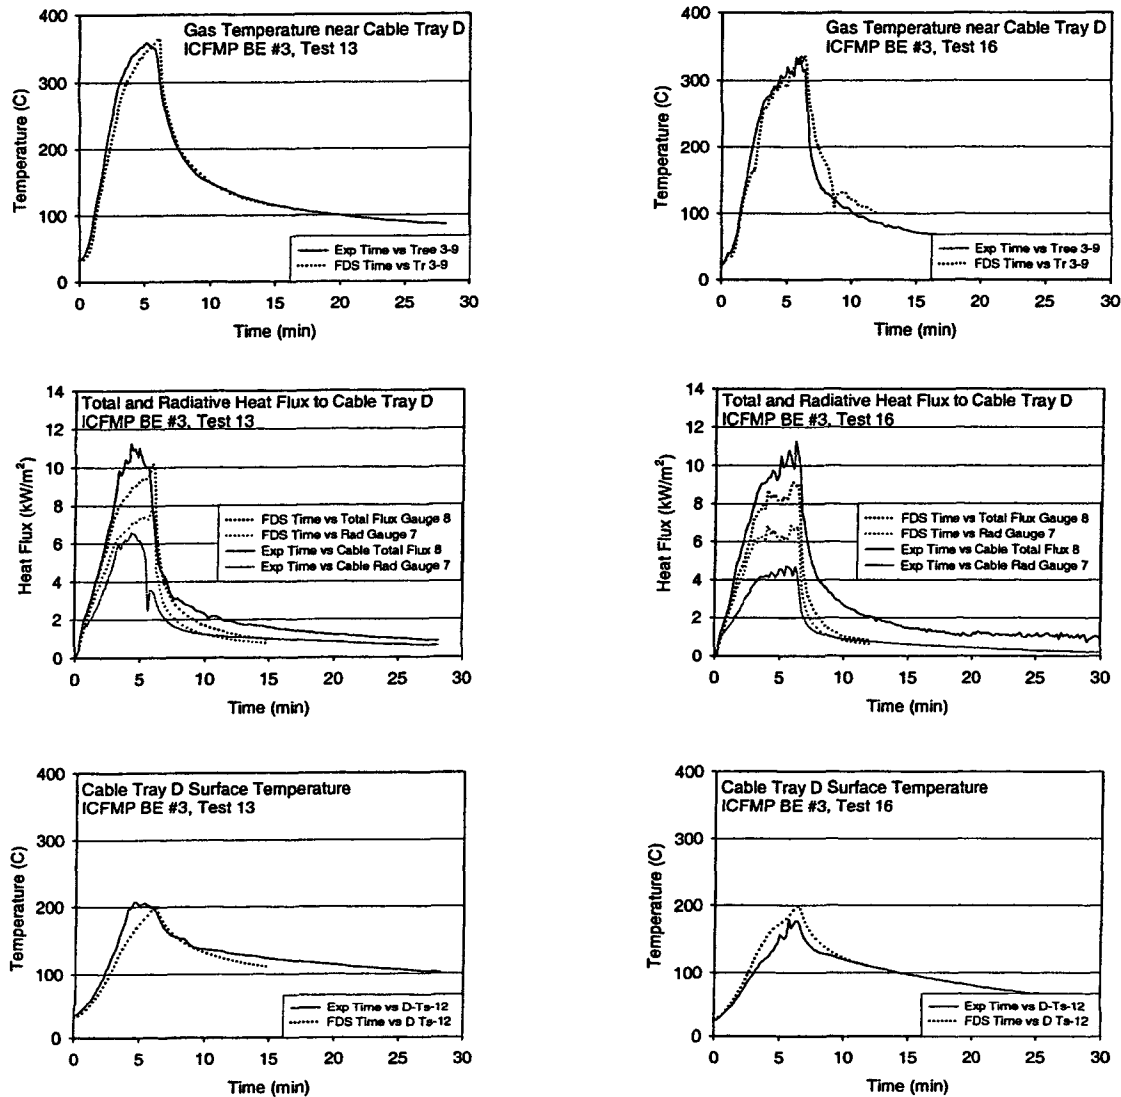 Gas Temperature near Cable Tray D
ICFMP BE #3, Test 13
Temperature (C)
400
300
200
100
0
Exp Time vs Tree 3-9
FDS Time vs Tr 3-9
0 5 10 15 20 25 30
Time (min)
Gas Temperature near Cable Tray D
ICFMP BE #3, Test 16
Temperature (C)
400
300
200
100
0
Exp Time vs Tree 3-9
FDS Time vs Tr 3-9
0 5 10 15 20 25 30
Time (min)
Total and Radiative Heat Flux to Cable Tray D
ICFMP BE #3, Test 13
Heat Flux (kW/m²)
14
12
10
8
6
4
2
0
FDS Time vs Total Flux Gauge 8
FDS Time vs Rad Gauge 7
Exp Time vs Cable Total Flux 8
Exp Time vs Cable Rad Gauge 7
0 5 10 15 20 25 30
Time (min)
Total and Radiative Heat Flux to Cable Tray D
ICFMP BE #3, Test 16
Heat Flux (kW/m²)
14
12
10
8
6
4
2
0
FDS Time vs Total Flux Gauge 8
FDS Time vs Rad Gauge 7
Exp Time vs Cable Total Flux 8
Exp Time vs Cable Rad Gauge 7
0 5 10 15 20 25 30
Time (min)
Cable Tray D Surface Temperature
ICFMP BE #3, Test 13
Temperature (C)
400
300
200
100
0
Exp Time vs D-Ts-12
FDS Time vs D Ts-12
0 5 10 15 20 25 30
Time (min)
Cable Tray D Surface Temperature
ICFMP BE #3, Test 16
Temperature (C)
400
300
200
100
0
Exp Time vs D-Ts-12
FDS Time vs D Ts-12
0 5 10 15 20 25 30
Time (min)